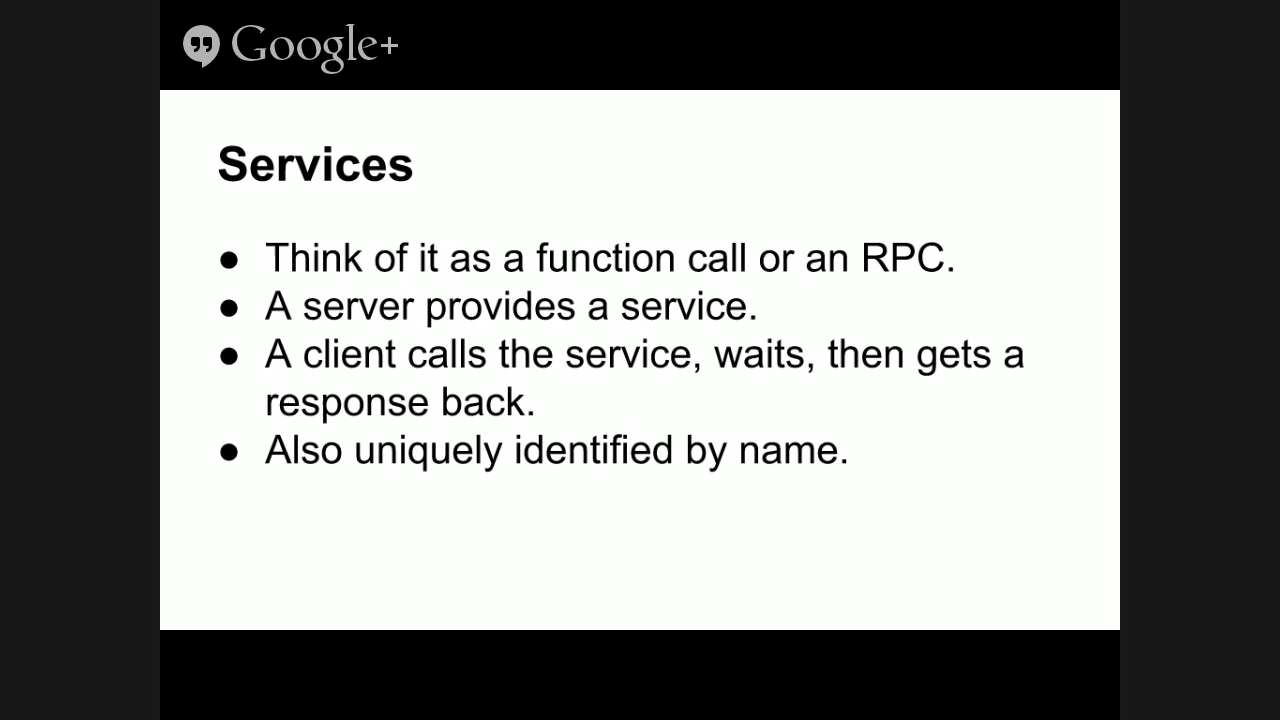 Google+
Services
● Think of it as a function call or an RPC.
● A server provides a service.
● A client calls the service, waits, then gets a
response back.
● Also uniquely identified by name.